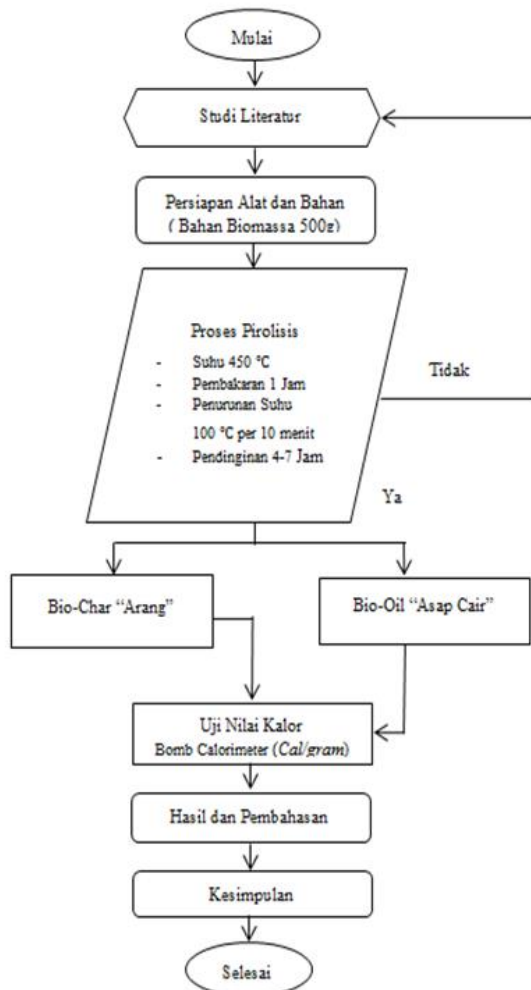 Mulai
Studi Literatur
Persiapan Alat dan Bahan
( Bahan Biomassa 500g)
Proses Pirolisis
- Suhu 450 °C
- Pembakaran 1 Jam
- Penurunan Suhu
100 °C per 10 menit
- Pendinginan 4-7 Jam
Tidak
Ya
Bio-Char “Arang”
Bio-Oil “Asap Cair”
Uji Nilai Kalor
Bomb Calorimeter (Cal/gram)
Hasil dan Pembahasan
Kesimpulan
Selesai